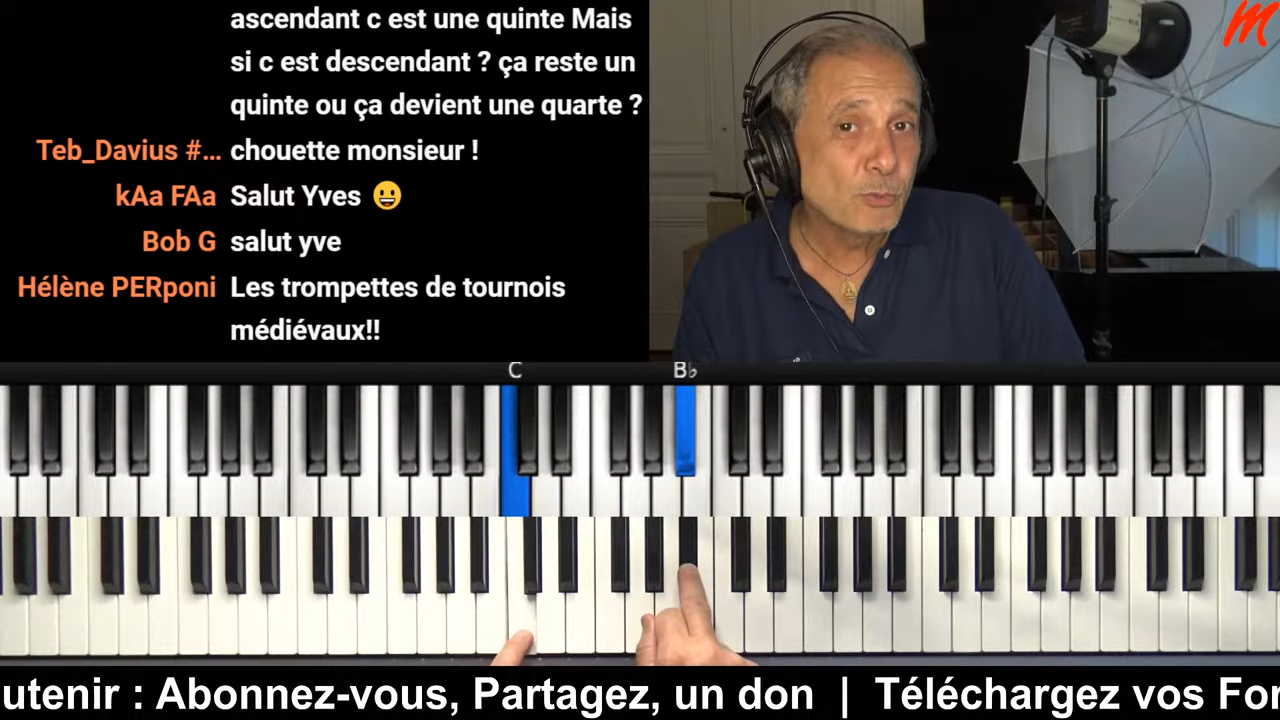 ascendant c est une quinte Mais
si c est descendant ? ça reste un
quinte ou ça devient une quarte ?
Teb_Davius #... chouette monsieur !
kAa FAa Salut Yves 😀
Bob G salut yve
Hélène PERponi Les trompettes de tournois
médiévaux!!
M
C B♭
utenir : Abonnez-vous, Partagez, un don | Téléchargez vos For